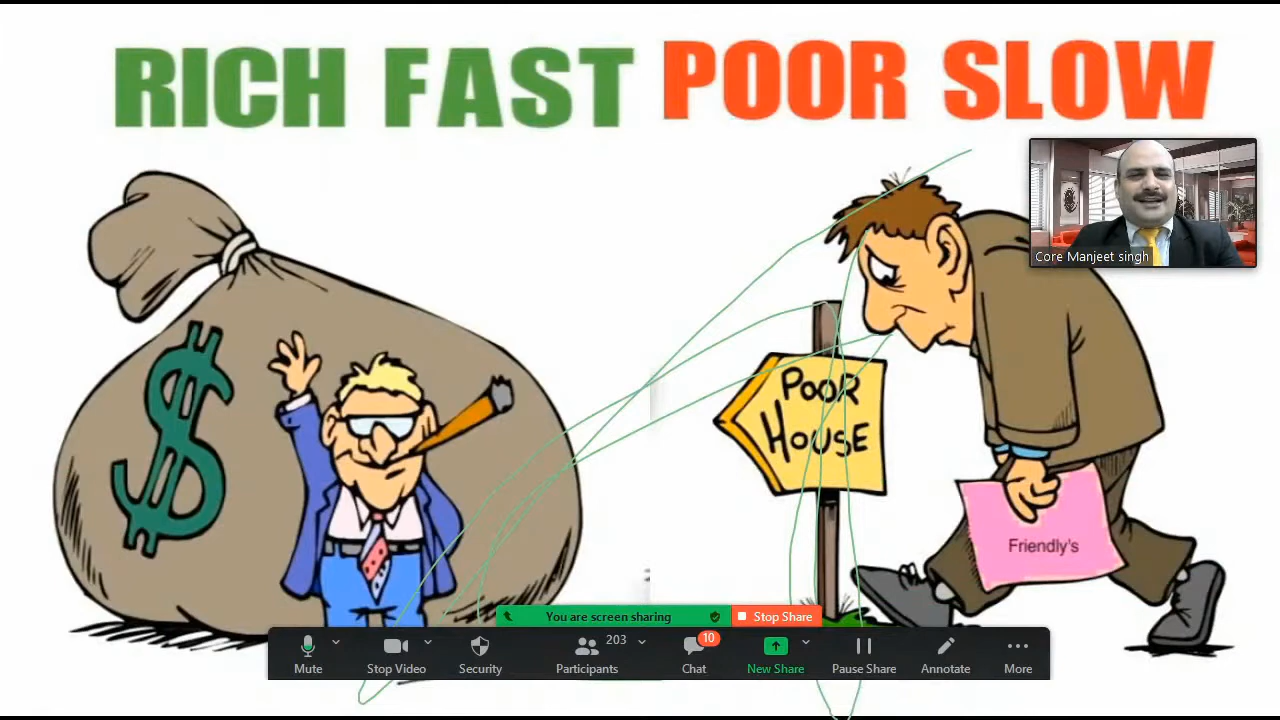 RICH FAST POOR SLOW
Core Manjeet singh
$
POOR
HOUSE
Friendly's
You are screen sharing
Stop Share
Mute
Stop Video
Security
Participants
203
Chat
10
New Share
Pause Share
Annotate
More